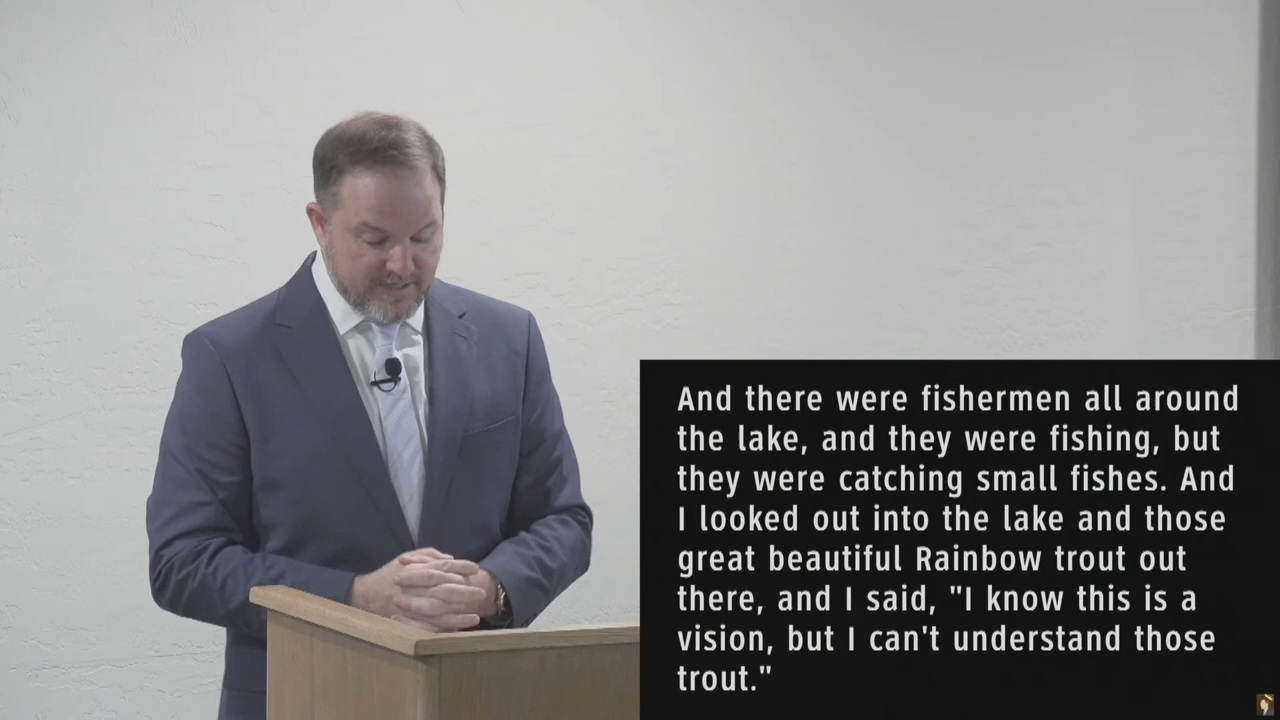 And there were fishermen all around
the lake, and they were fishing, but
they were catching small fishes. And
I looked out into the lake and those
great beautiful Rainbow trout out
there, and I said, "I know this is a
vision, but I can't understand those
trout."